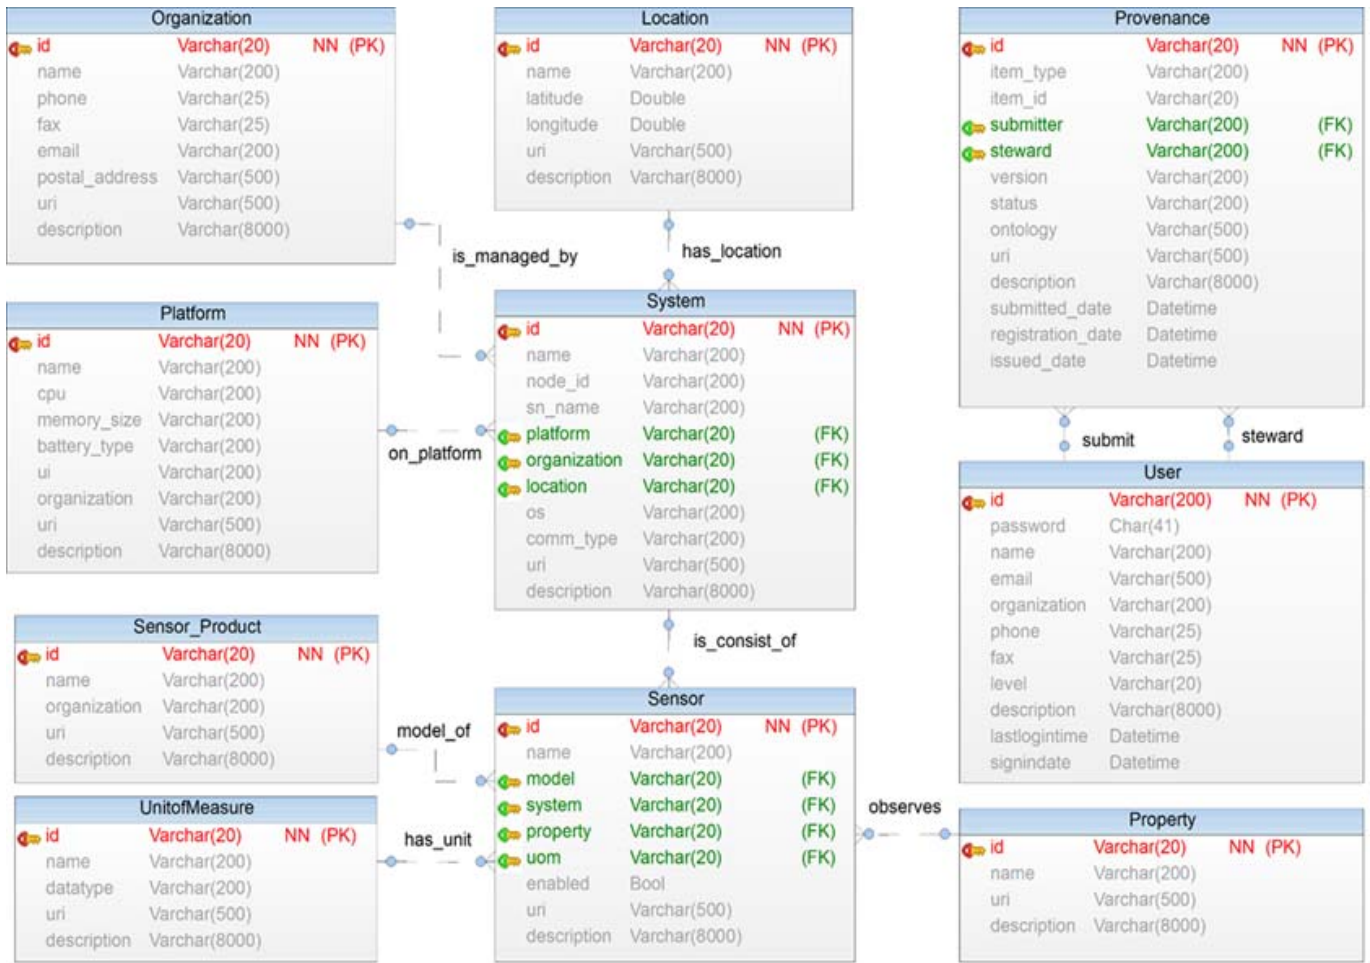 Organization
id Varchar(20) NN (PK)
name Varchar(200)
phone Varchar(25)
fax Varchar(25)
email Varchar(200)
postal_address Varchar(500)
uri Varchar(500)
description Varchar(8000)
Location
id Varchar(20) NN (PK)
name Varchar(200)
latitude Double
longitude Double
uri Varchar(500)
description Varchar(8000)
Provenance
id Varchar(20) NN (PK)
item_type Varchar(200)
item_id Varchar(20)
submitter Varchar(200) (FK)
steward Varchar(200) (FK)
version Varchar(200)
status Varchar(200)
ontology Varchar(500)
uri Varchar(500)
description Varchar(8000)
submitted_date Datetime
registration_date Datetime
issued_date Datetime
is_managed_by
has_location
Platform
id Varchar(20) NN (PK)
name Varchar(200)
cpu Varchar(200)
memory_size Varchar(200)
battery_type Varchar(200)
ui Varchar(200)
organization Varchar(200)
uri Varchar(500)
description Varchar(8000)
on_platform
System
id Varchar(20) NN (PK)
name Varchar(200)
node_id Varchar(200)
sn_name Varchar(200)
platform Varchar(20) (FK)
organization Varchar(20) (FK)
location Varchar(20) (FK)
os Varchar(200)
comm_type Varchar(200)
uri Varchar(500)
description Varchar(8000)
submit
steward
User
id Varchar(200) NN (PK)
password Char(41)
name Varchar(200)
email Varchar(500)
organization Varchar(200)
phone Varchar(25)
fax Varchar(25)
level Varchar(20)
description Varchar(8000)
lastlogintime Datetime
signindate Datetime
is_consist_of
Sensor_Product
id Varchar(20) NN (PK)
name Varchar(200)
organization Varchar(200)
uri Varchar(500)
description Varchar(8000)
model_of
Sensor
id Varchar(20) NN (PK)
name Varchar(200)
model Varchar(20) (FK)
system Varchar(20) (FK)
property Varchar(20) (FK)
uom Varchar(20) (FK)
enabled Bool
uri Varchar(500)
description Varchar(8000)
UnitofMeasure
id Varchar(20) NN (PK)
name Varchar(200)
datatype Varchar(200)
uri Varchar(500)
description Varchar(8000)
has_unit
observes
Property
id Varchar(20) NN (PK)
name Varchar(200)
uri Varchar(500)
description Varchar(8000)